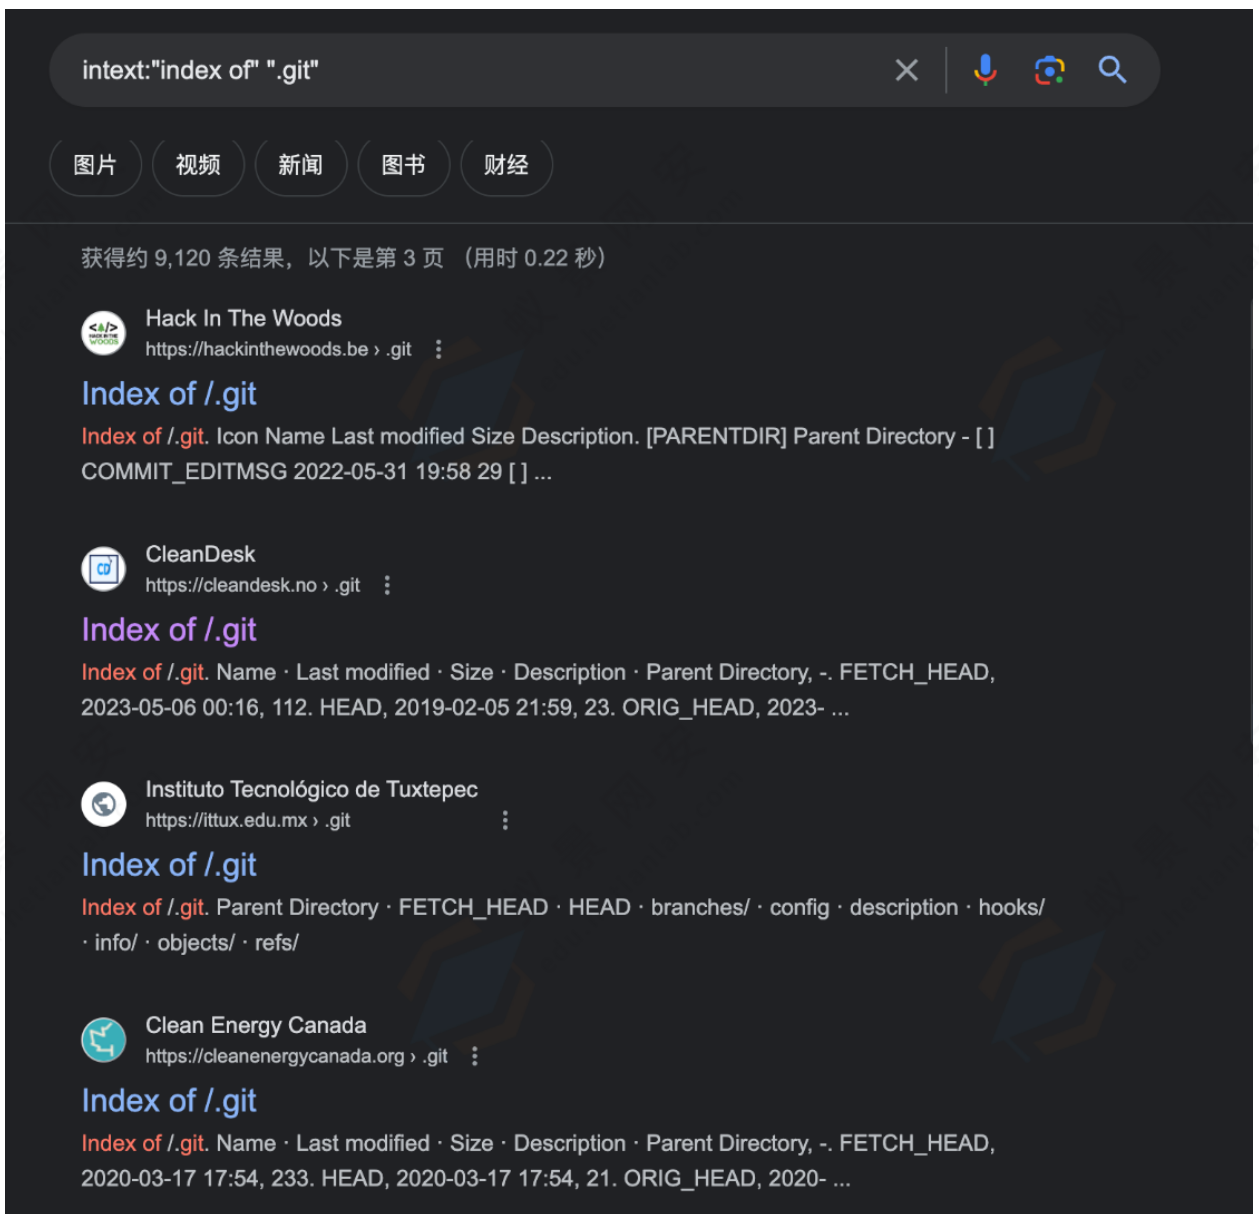 intext:"index of" ".git"
图片 视频 新闻 图书 财经
获得约 9,120 条结果，以下是第 3 页 （用时 0.22 秒）
Hack In The Woods
https://hackinthewoods.be › .git
Index of /.git
Index of /.git. Icon Name Last modified Size Description. [PARENTDIR] Parent Directory - [ ]
COMMIT_EDITMSG 2022-05-31 19:58 29 [ ] ...
CleanDesk
https://cleandesk.no › .git
Index of /.git
Index of /.git. Name · Last modified · Size · Description · Parent Directory, -. FETCH_HEAD,
2023-05-06 00:16, 112. HEAD, 2019-02-05 21:59, 23. ORIG_HEAD, 2023- ...
Instituto Tecnológico de Tuxtepec
https://ittux.edu.mx › .git
Index of /.git
Index of /.git. Parent Directory · FETCH_HEAD · HEAD · branches/ · config · description · hooks/
· info/ · objects/ · refs/
Clean Energy Canada
https://cleanenergycanada.org › .git
Index of /.git
Index of /.git. Name · Last modified · Size · Description · Parent Directory, -. FETCH_HEAD,
2020-03-17 17:54, 233. HEAD, 2020-03-17 17:54, 21. ORIG_HEAD, 2020- ...